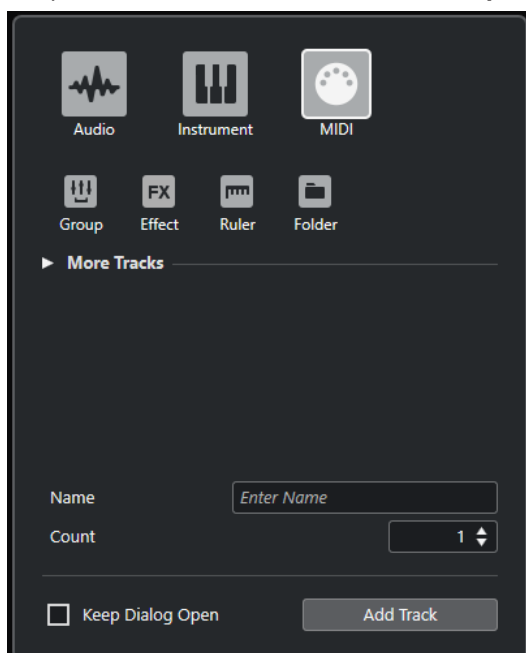 Audio Instrument MIDI
FX
Group Effect Ruler Folder
More Tracks
Name Enter Name
Count 1
Keep Dialog Open Add Track